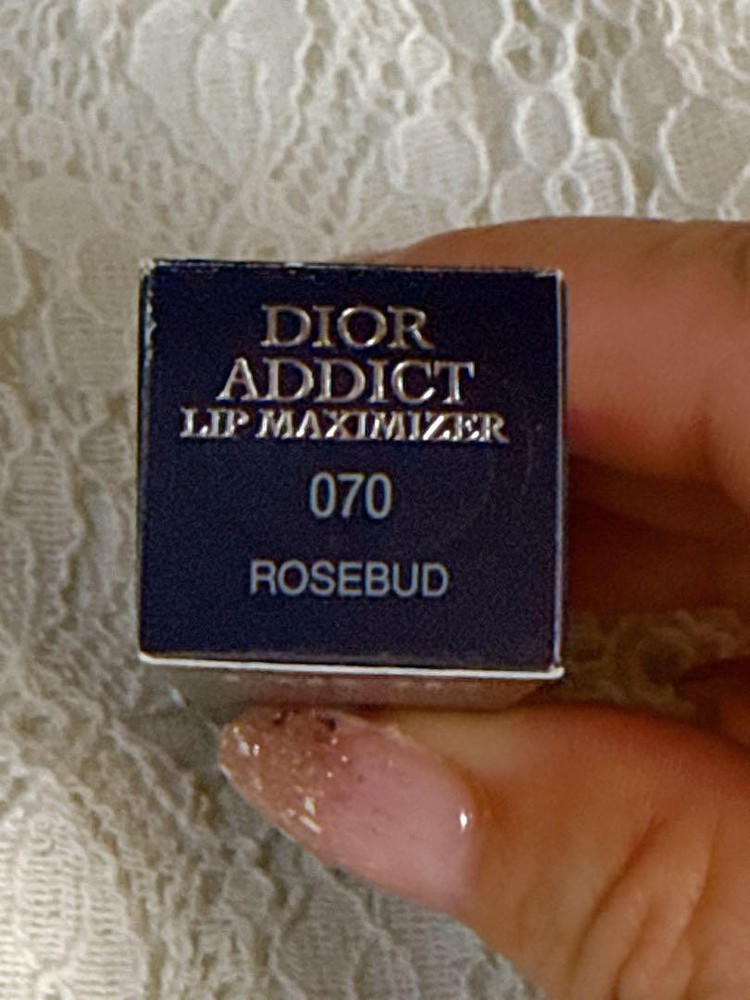 DIOR
ADDICT
LIP MAXIMIZER
070
ROSEBUD